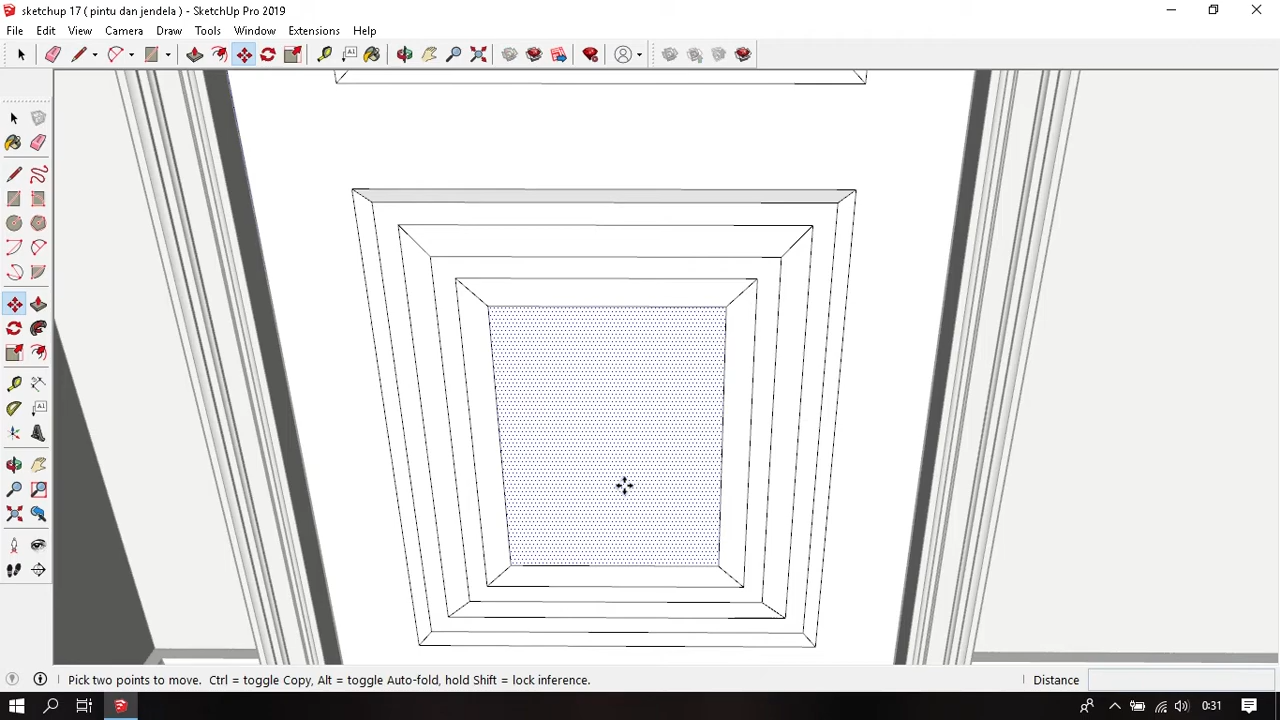 sketchup 17 ( pintu dan jendela ) - SketchUp Pro 2019
File Edit View Camera Draw Tools Window Extensions Help
Pick two points to move. Ctrl = toggle Copy, Alt = toggle Auto-fold, hold Shift = lock inference.
Distance
0:31